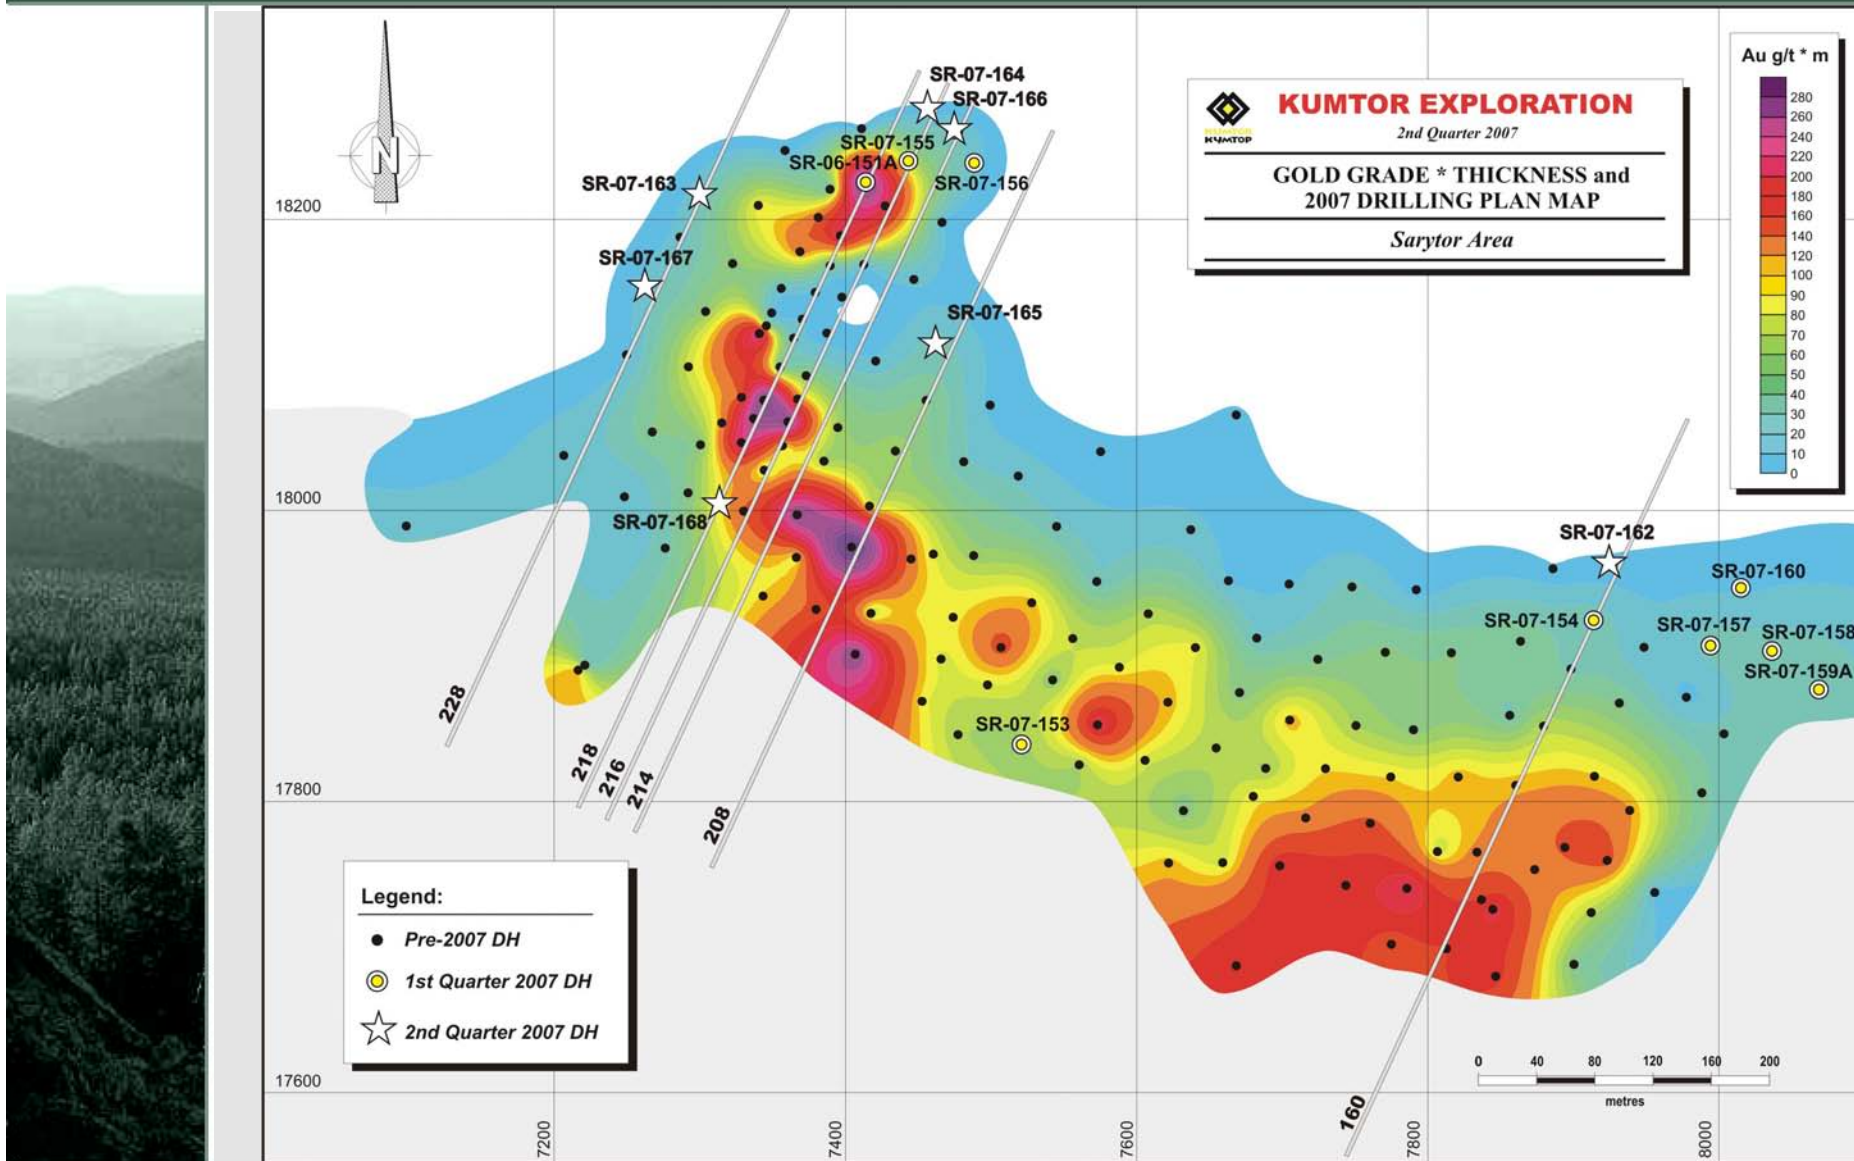 N
SR-07-164
SR-07-166
SR-07-155
SR-06-151A
SR-07-156
SR-07-163
SR-07-167
SR-07-165
SR-07-168
SR-07-162
SR-07-160
SR-07-154
SR-07-157
SR-07-158
SR-07-159A
SR-07-153
KUMTOR
КУМТОР
KUMTOR EXPLORATION
2nd Quarter 2007
GOLD GRADE * THICKNESS and
2007 DRILLING PLAN MAP
Sarytor Area
Au g/t * m
280
260
240
220
200
180
160
140
120
100
90
80
70
60
50
40
30
20
10
0
18200
18000
17800
17600
228
218
216
214
208
160
Legend:
Pre-2007 DH
1st Quarter 2007 DH
2nd Quarter 2007 DH
0 40 80 120 160 200
metres
7200
7400
7600
7800
8000